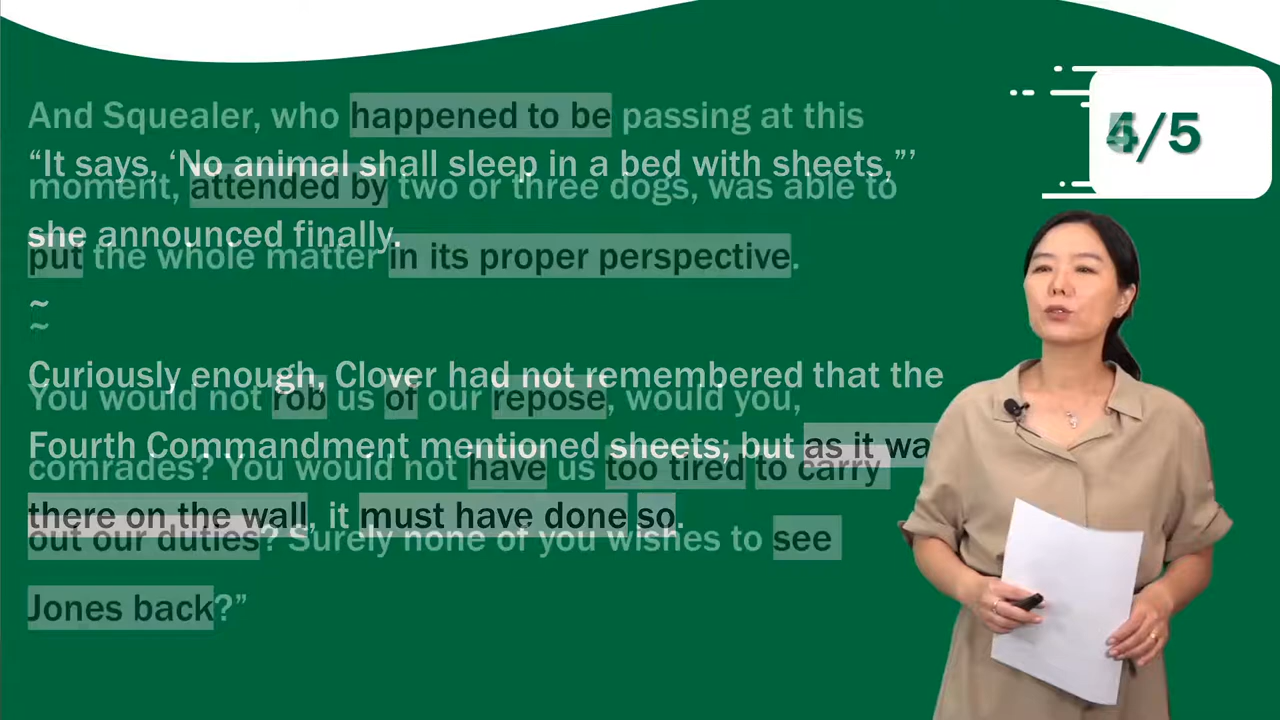 And Squealer, who happened to be passing at this
moment, attended by two or three dogs, was able to
put the whole matter in its proper perspective.
~
You would not rob us of our repose, would you,
comrades? You would not have us too tired to carry
out our duties? Surely none of you wishes to see
Jones back?”
“It says, ‘No animal shall sleep in a bed with sheets,”’
she announced finally.
~
Curiously enough, Clover had not remembered that the
Fourth Commandment mentioned sheets; but as it wa
there on the wall, it must have done so.
4/5